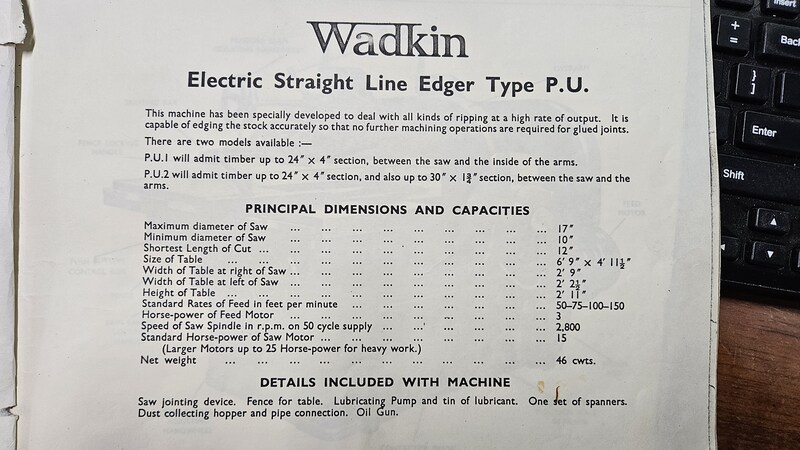 Wadkin
Electric Straight Line Edger Type P.U.
This machine has been specially developed to deal with all kinds of ripping at a high rate of output. It is
capable of edging the stock accurately so that no further machining operations are required for glued joints.
There are two models available :—
P.U.1 will admit timber up to 24″ × 4″ section, between the saw and the inside of the arms.
P.U.2 will admit timber up to 24″ × 4″ section, and also up to 30″ × 1¾″ section, between the saw and the
arms.
PRINCIPAL DIMENSIONS AND CAPACITIES
Maximum diameter of Saw ... ... ... ... ... ... ... ... ... 17″
Minimum diameter of Saw ... ... ... ... ... ... ... ... ... 10″
Shortest Length of Cut ... ... ... ... ... ... ... ... ... ... 12″
Size of Table ... ... ... ... ... ... ... ... ... ... ... 6′ 9″ × 4′ 11½″
Width of Table at right of Saw ... ... ... ... ... ... ... ... ... 2′ 9″
Width of Table at left of Saw ... ... ... ... ... ... ... ... ... 2′ 2½″
Height of Table ... ... ... ... ... ... ... ... ... ... ... 2′ 11″
Standard Rates of Feed in feet per minute ... ... ... ... ... ... ... 50–75–100–150
Horse-power of Feed Motor ... ... ... ... ... ... ... ... ... 3
Speed of Saw Spindle in r.p.m. on 50 cycle supply ... ... ... ... ... ... 2,800
Standard Horse-power of Saw Motor ... ... ... ... ... ... ... ... 15
(Larger Motors up to 25 Horse-power for heavy work.)
Net weight ... ... ... ... ... ... ... ... ... ... ... ... 46 cwts.
DETAILS INCLUDED WITH MACHINE
Saw jointing device. Fence for table. Lubricating Pump and tin of lubricant. One set of spanners.
Dust collecting hopper and pipe connection. Oil Gun.
Insert
+
=
}
]
Enter
Shift